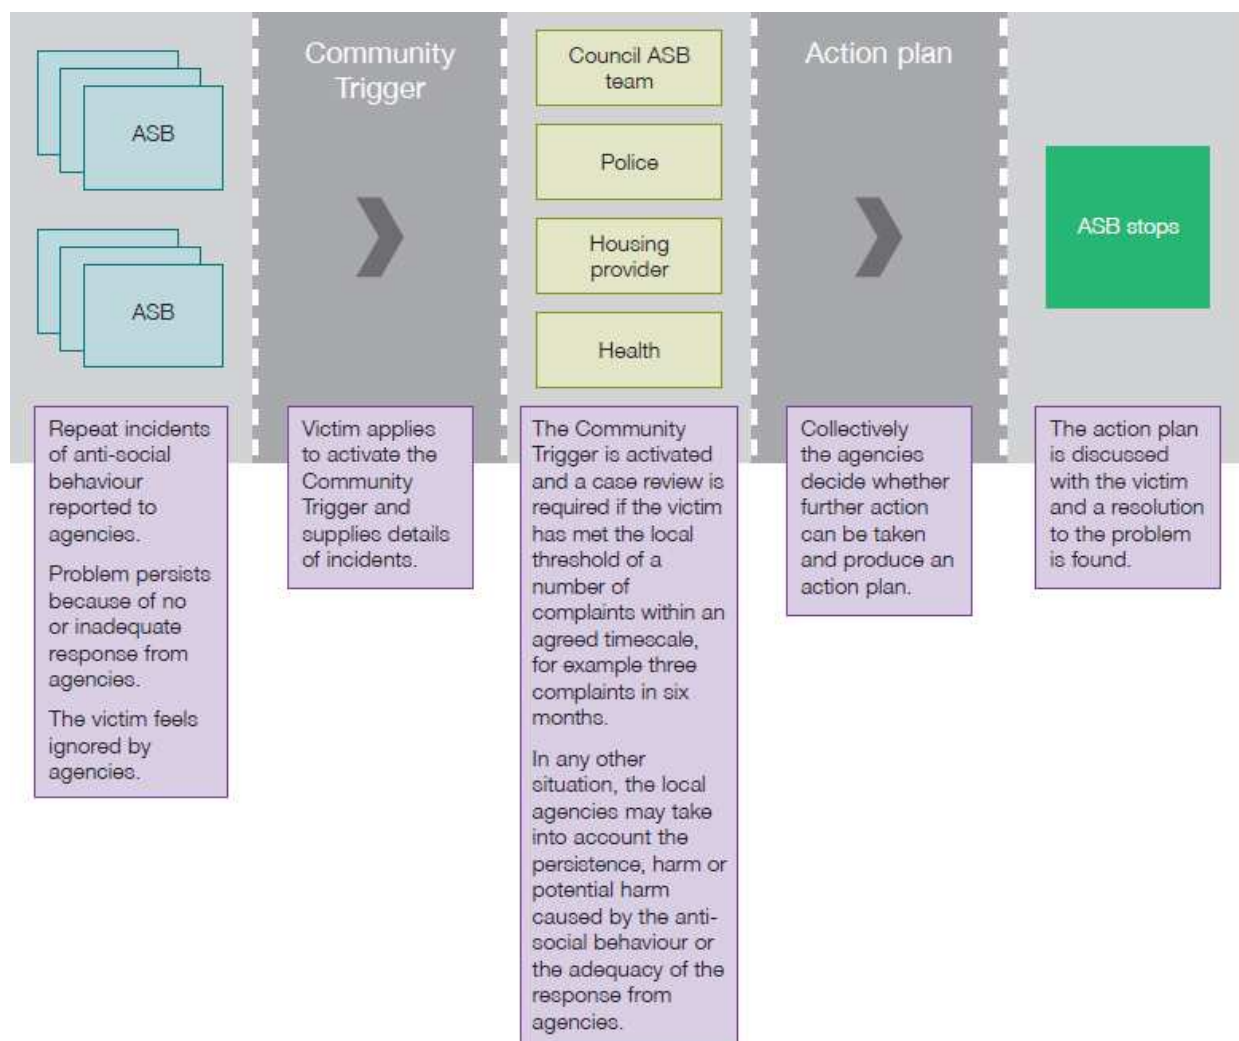 ASB
ASB
Community
Trigger
Council ASB
team
Police
Housing
provider
Health
Action plan
ASB stops
Repeat incidents
of anti-social
behaviour
reported to
agencies.
Problem persists
because of no
or inadequate
response from
agencies.
The victim feels
ignored by
agencies.
Victim applies
to activate the
Community
Trigger and
supplies details
of incidents.
The Community
Trigger is activated
and a case review is
required if the victim
has met the local
threshold of a
number of
complaints within an
agreed timescale,
for example three
complaints in six
months.
In any other
situation, the local
agencies may take
into account the
persistence, harm or
potential harm
caused by the anti-
social behaviour or
the adequacy of the
response from
agencies.
Collectively
the agencies
decide whether
further action
can be taken
and produce an
action plan.
The action plan
is discussed
with the victim
and a resolution
to the problem
is found.